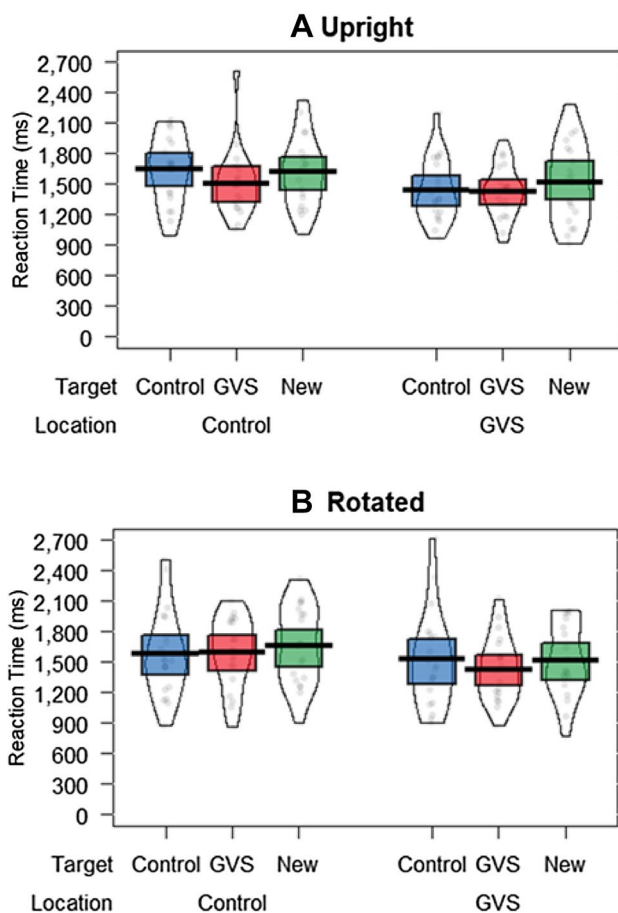 A Upright
2,700
2,400
2,100
1,800
1,500
1,200
900
600
300
0
Reaction Time (ms)
Target Control GVS New Control GVS New
Location Control GVS
B Rotated
2,700
2,400
2,100
1,800
1,500
1,200
900
600
300
0
Reaction Time (ms)
Target Control GVS New Control GVS New
Location Control GVS